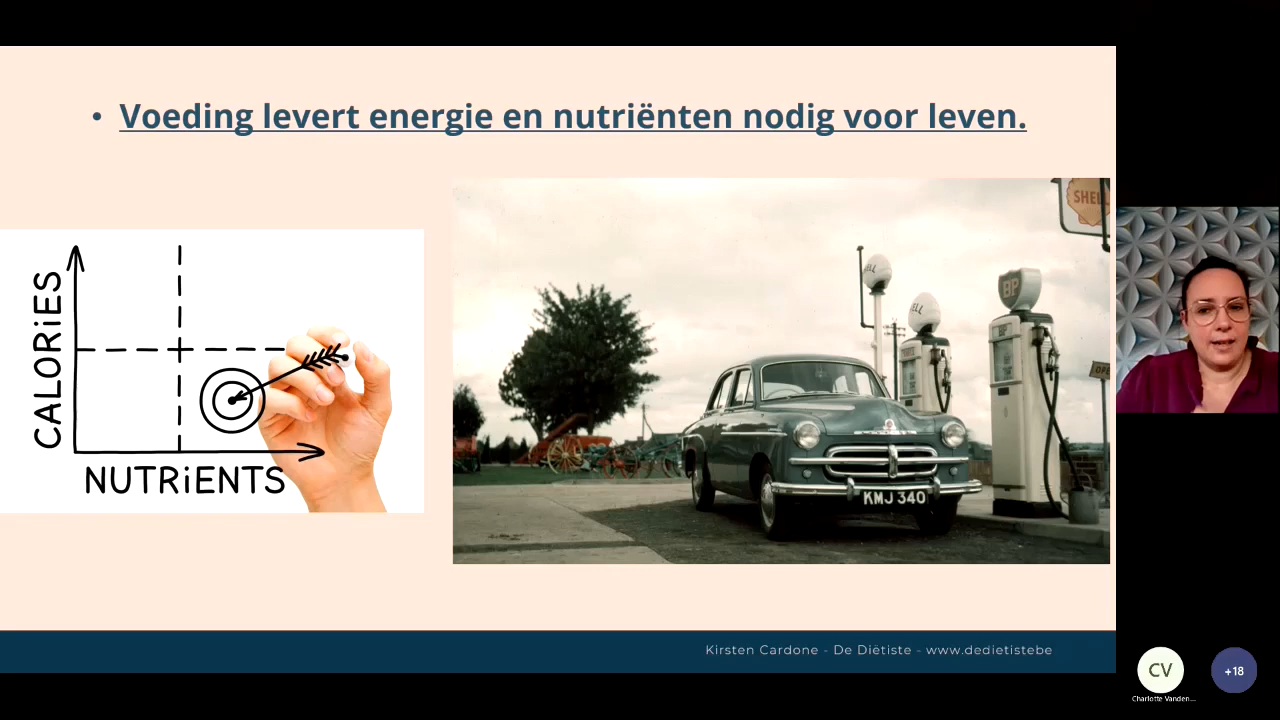 • Voeding levert energie en nutriënten nodig voor leven.
CALORiES
NUTRiENTS
SHELL
BP
KMJ 340
Kirsten Cardone - De Diëtiste - www.dedietistebe
CV
+18
Charlotte Vanden...